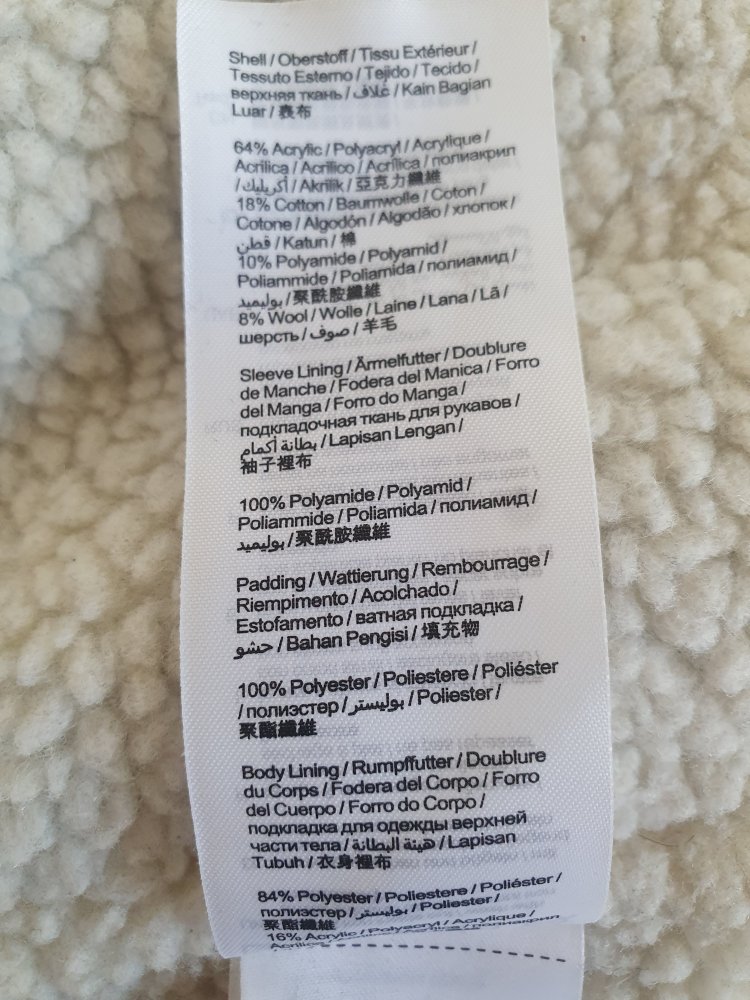 Shell / Oberstoff / Tissu Extérieur /
Tessuto Esterno / Tejido / Tecido /
верхняя ткань / غلاف / Kain Bagian
Luar / 表布
64% Acrylic / Polyacryl / Acrylique /
Acrilica / Acrilico / Acrílica / полиакрил
/ أكريليك / Akrilik / 亞克力纖維
18% Cotton / Baumwolle / Coton /
Cotone / Algodón / Algodão / хлопок /
قطن / Katun / 棉
10% Polyamide / Polyamid /
Poliammide / Poliamida / полиамид /
بوليميد / 聚酰胺纖維
8% Wool / Wolle / Laine / Lana / Lã /
шерсть / صوف / 羊毛
Sleeve Lining / Ärmelfutter / Doublure
de Manche / Fodera del Manica / Forro
del Manga / Forro do Manga /
подкладочная ткань для рукавов /
بطانة أكمام / Lapisan Lengan /
袖子裡布
100% Polyamide / Polyamid /
Poliammide / Poliamida / полиамид /
بوليميد / 聚酰胺纖維
Padding / Wattierung / Rembourrage /
Riempimento / Acolchado /
Estofamento / ватная подкладка /
حشو / Bahan Pengisi / 填充物
100% Polyester / Poliestere / Poliéster
/ полиэстер / بوليستر / Poliester /
聚酯纖維
Body Lining / Rumpffutter / Doublure
du Corps / Fodera del Corpo / Forro
del Cuerpo / Forro do Corpo /
подкладка для одежды верхней
части тела / هيئة البطانة / Lapisan
Tubuh / 衣身裡布
84% Polyester / Poliestere / Poliéster /
полиэстер / بوليستر / Poliester /
聚酯纖維
16% Acrylic / Polyacryl / Acrylique /